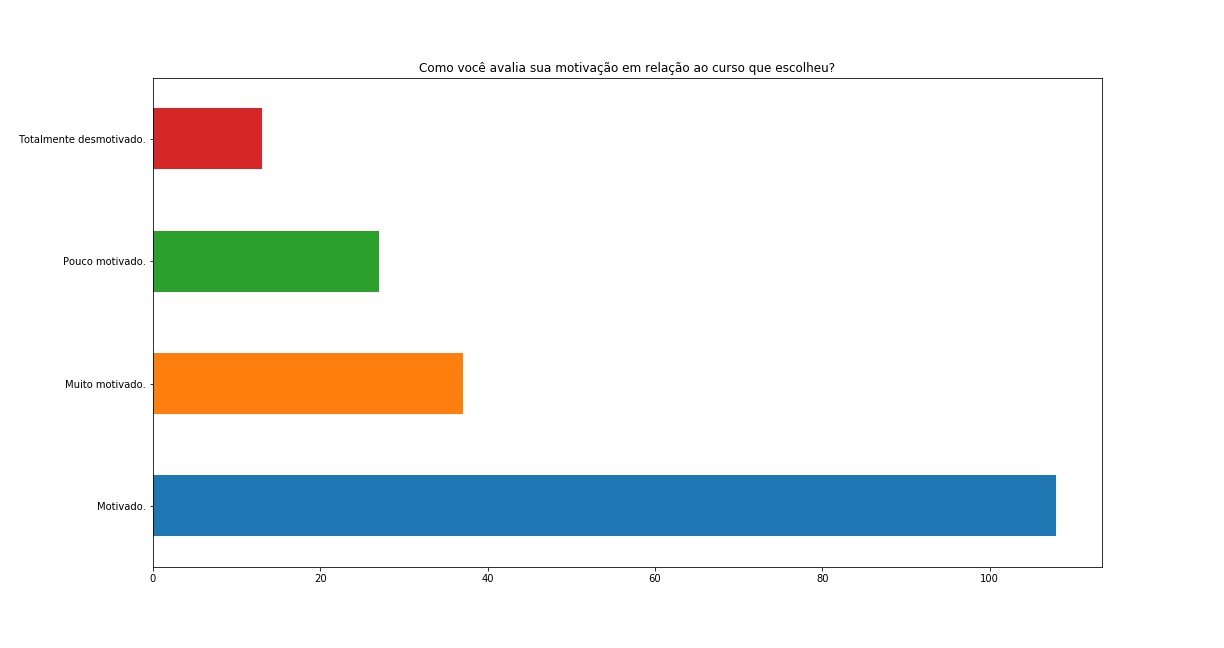 Como você avalia sua motivação em relação ao curso que escolheu?
Totalmente desmotivado.
Pouco motivado.
Muito motivado.
Motivado.
0 20 40 60 80 100